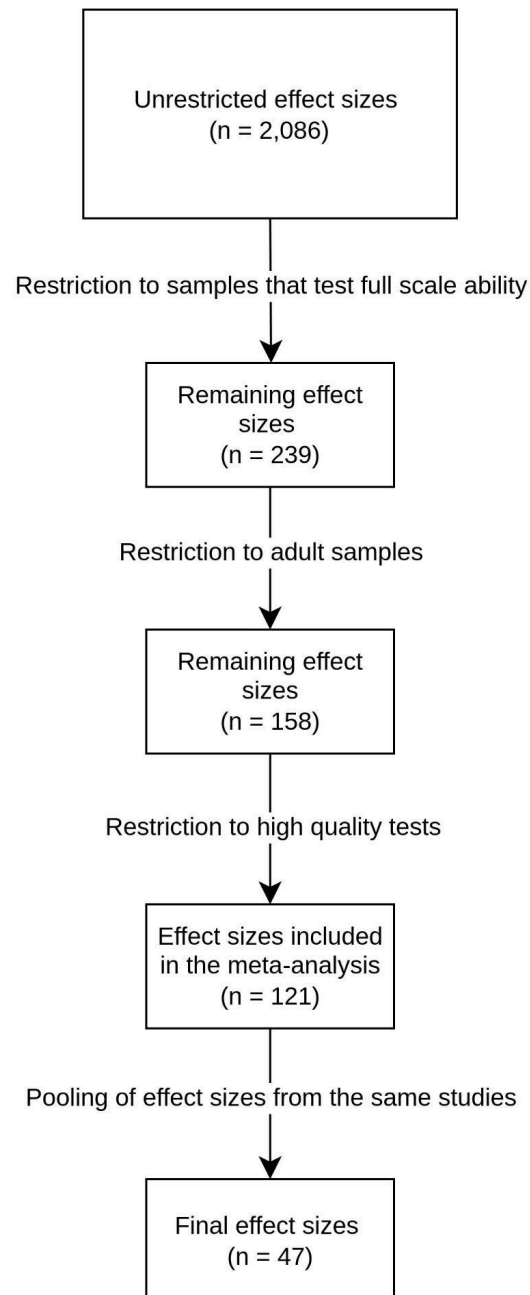 Unrestricted effect sizes
(n = 2,086)
Restriction to samples that test full scale ability
Remaining effect
sizes
(n = 239)
Restriction to adult samples
Remaining effect
sizes
(n = 158)
Restriction to high quality tests
Effect sizes included
in the meta-analysis
(n = 121)
Pooling of effect sizes from the same studies
Final effect sizes
(n = 47)